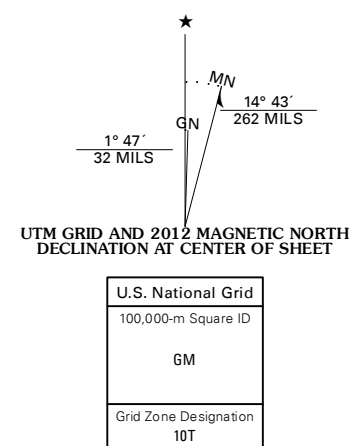 ★
MN
GN
14° 43´
262 MILS
1° 47´
32 MILS
UTM GRID AND 2012 MAGNETIC NORTH
DECLINATION AT CENTER OF SHEET
U.S. National Grid
100,000-m Square ID
GM
Grid Zone Designation
10T